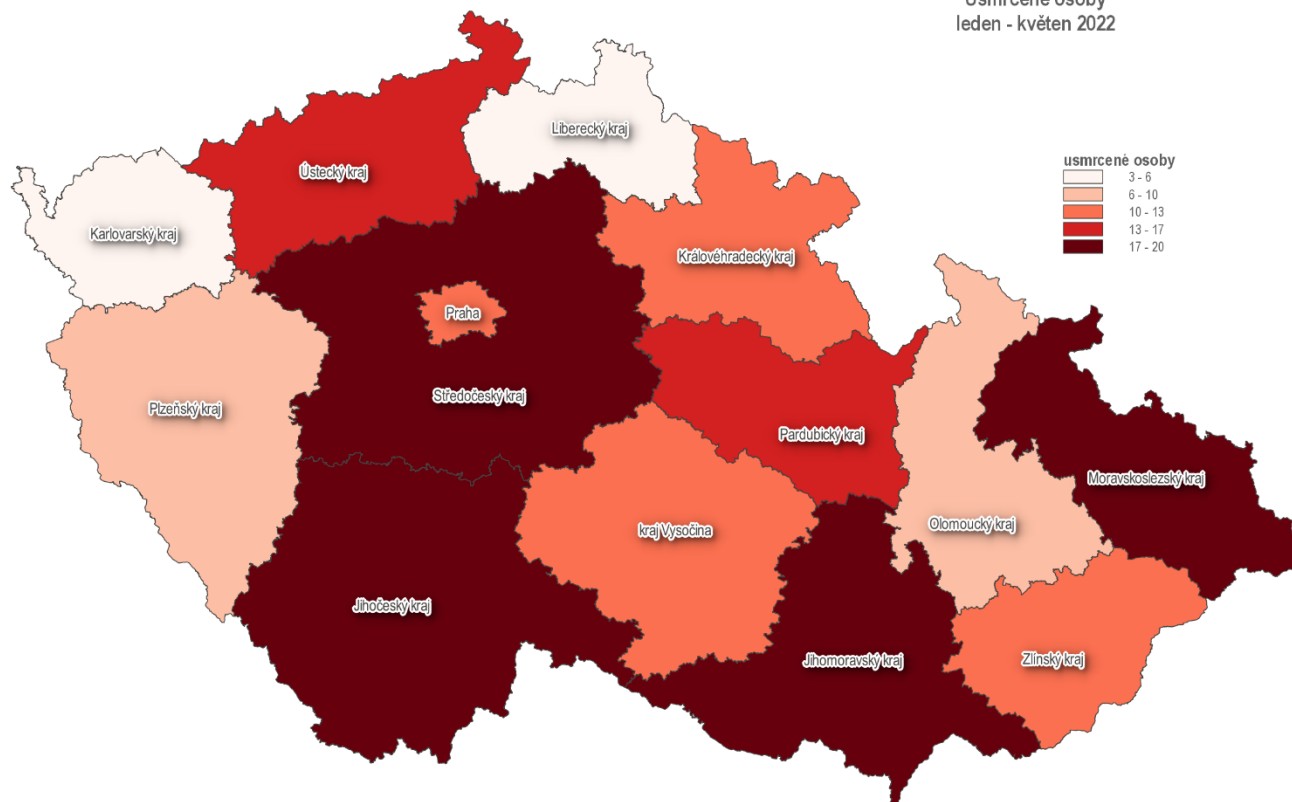 Usmrcené osoby
leden - květen 2022
Liberecký kraj
usmrcené osoby
3 - 6
6 - 10
10 - 13
13 - 17
17 - 20
Ústecký kraj
Karlovarský kraj
Královéhradecký kraj
Praha
Středočeský kraj
Plzeňský kraj
Pardubický kraj
Moravskoslezský kraj
Olomoucký kraj
kraj Vysočina
Jihočeský kraj
Jihomoravský kraj
Zlínský kraj